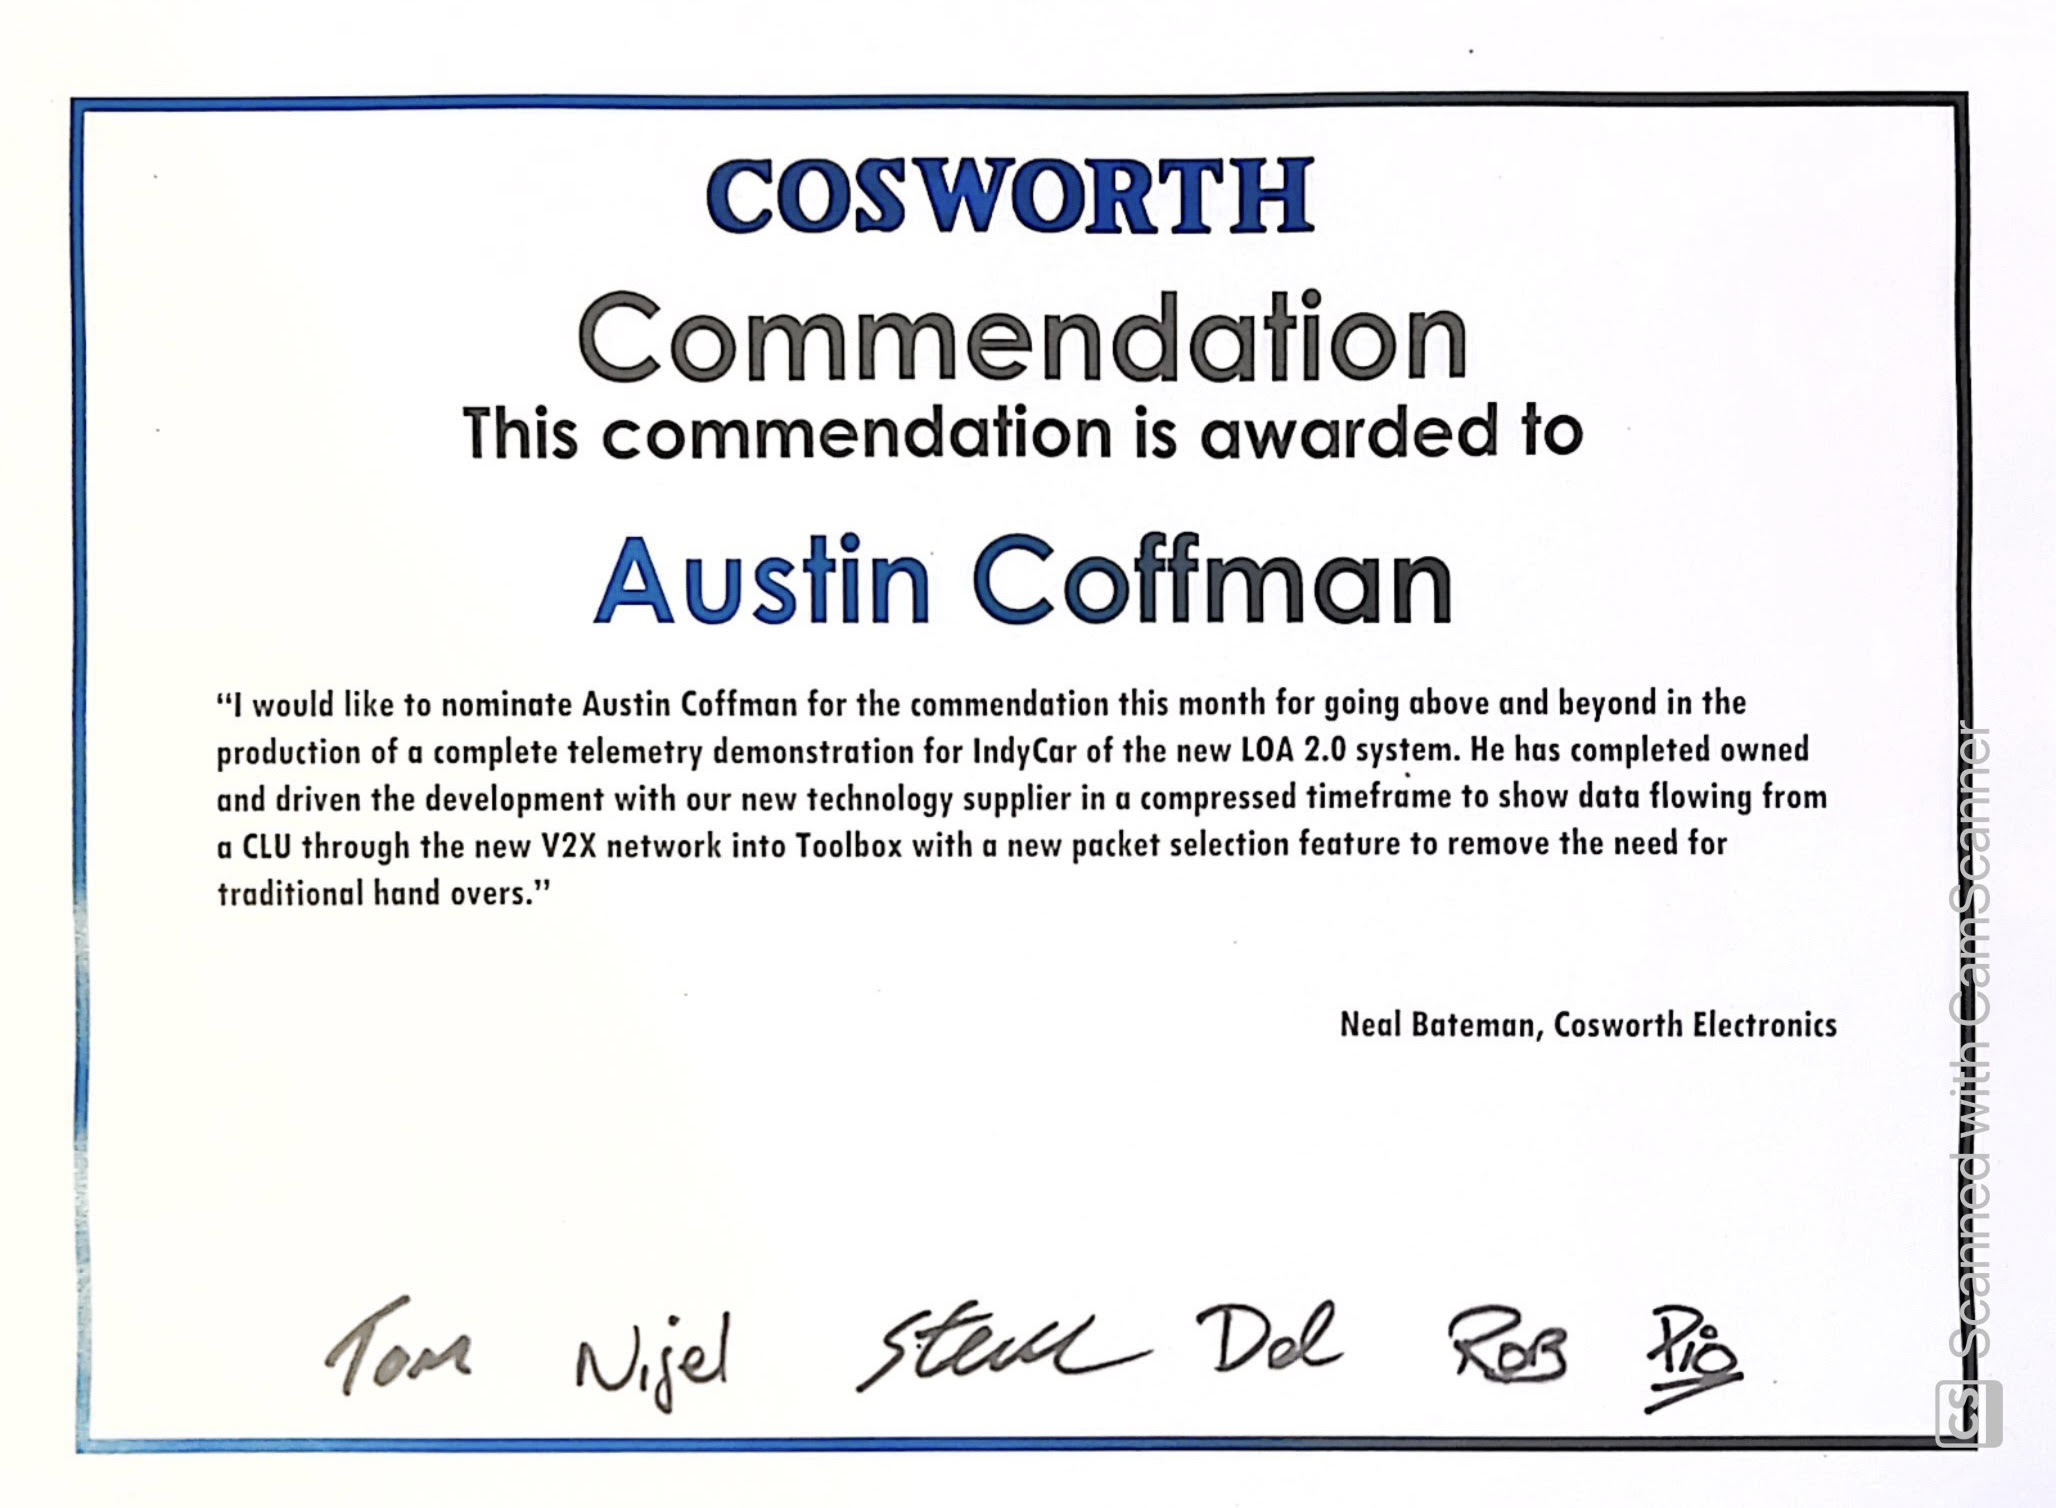 COSWORTH
Commendation
This commendation is awarded to
Austin Coffman
“I would like to nominate Austin Coffman for the commendation this month for going above and beyond in the
production of a complete telemetry demonstration for IndyCar of the new LOA 2.0 system. He has completed owned
and driven the development with our new technology supplier in a compressed timeframe to show data flowing from
a CLU through the new V2X network into Toolbox with a new packet selection feature to remove the need for
traditional hand overs.”
Neal Bateman, Cosworth Electronics
Tom Nigel Steve Del Rob Pio
CS Scanned with CamScanner